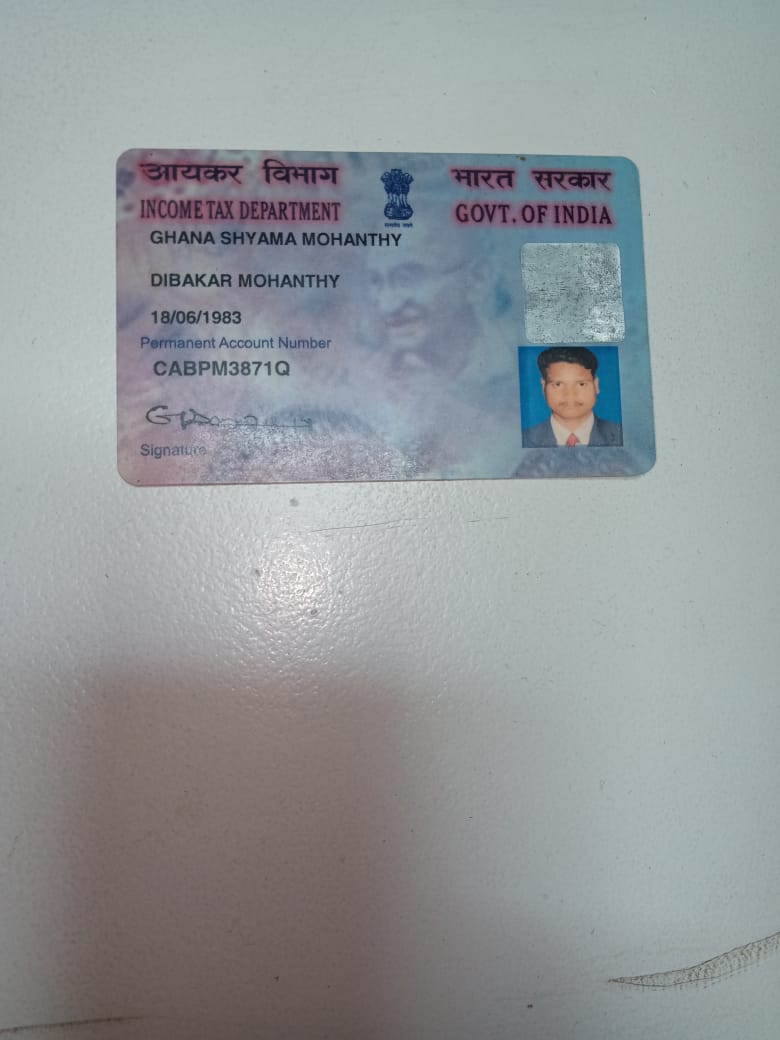 आयकर विभाग
भारत सरकार
INCOME TAX DEPARTMENT
GOVT. OF INDIA
GHANA SHYAMA MOHANTHY
DIBAKAR MOHANTHY
18/06/1983
Permanent Account Number
CABPM3871Q
Signature